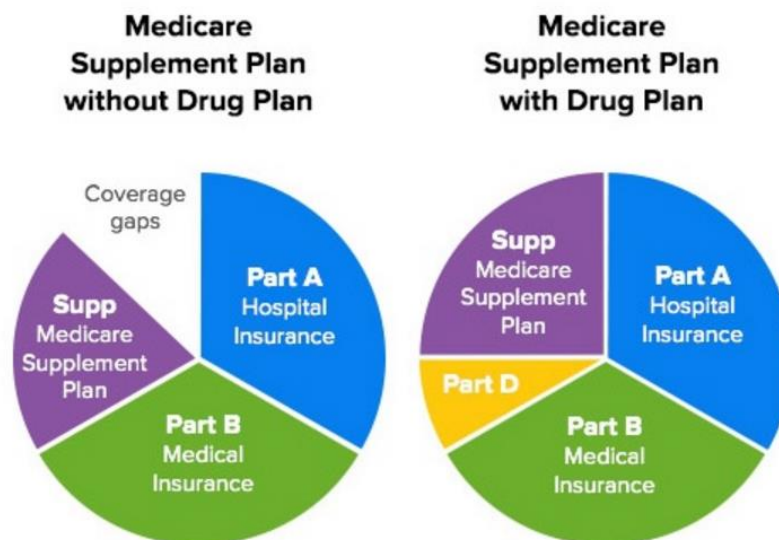 Medicare
Supplement Plan
without Drug Plan
Coverage
gaps
Part A
Hospital
Insurance
Supp
Medicare
Supplement
Plan
Part B
Medical
Insurance
Medicare
Supplement Plan
with Drug Plan
Supp
Medicare
Supplement
Plan
Part A
Hospital
Insurance
Part D
Part B
Medical
Insurance